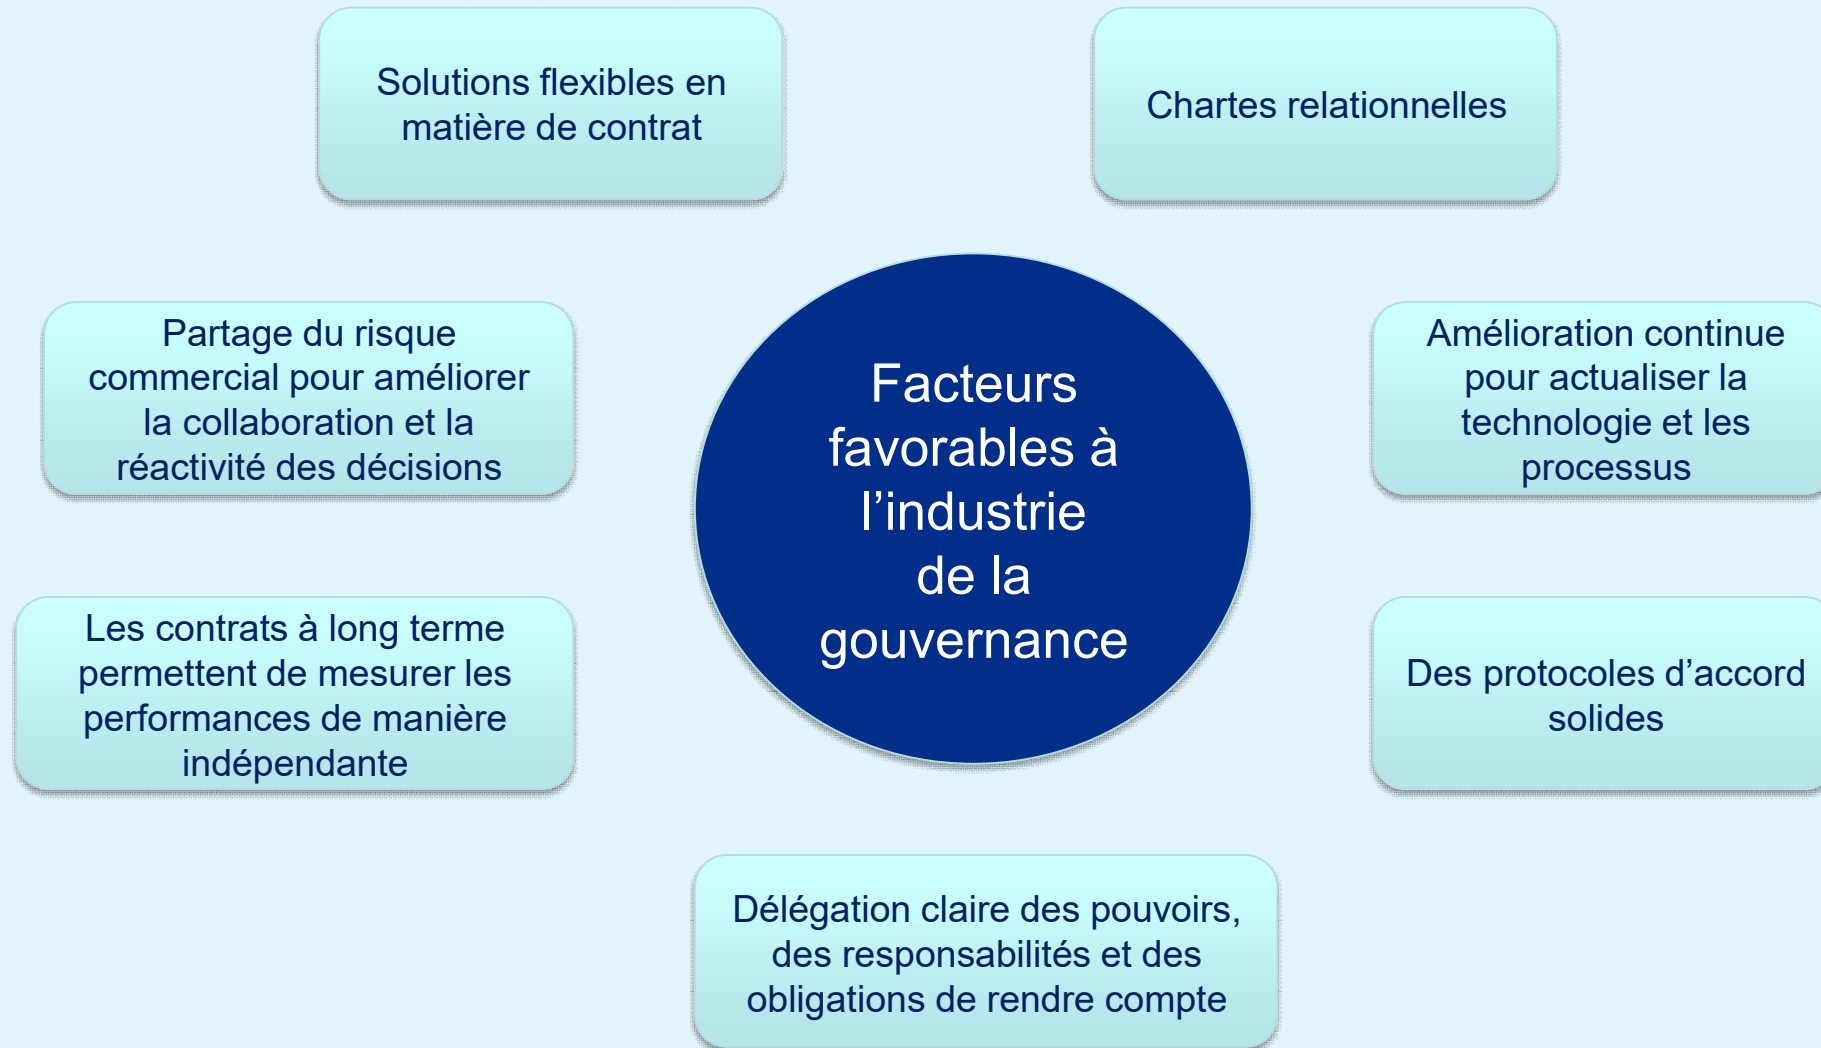 Solutions flexibles en
matière de contrat
Chartes relationnelles
Partage du risque
commercial pour améliorer
la collaboration et la
réactivité des décisions
Facteurs
favorables à
l’industrie
de la
gouvernance
Amélioration continue
pour actualiser la
technologie et les
processus
Les contrats à long terme
permettent de mesurer les
performances de manière
indépendante
Des protocoles d’accord
solides
Délégation claire des pouvoirs,
des responsabilités et des
obligations de rendre compte